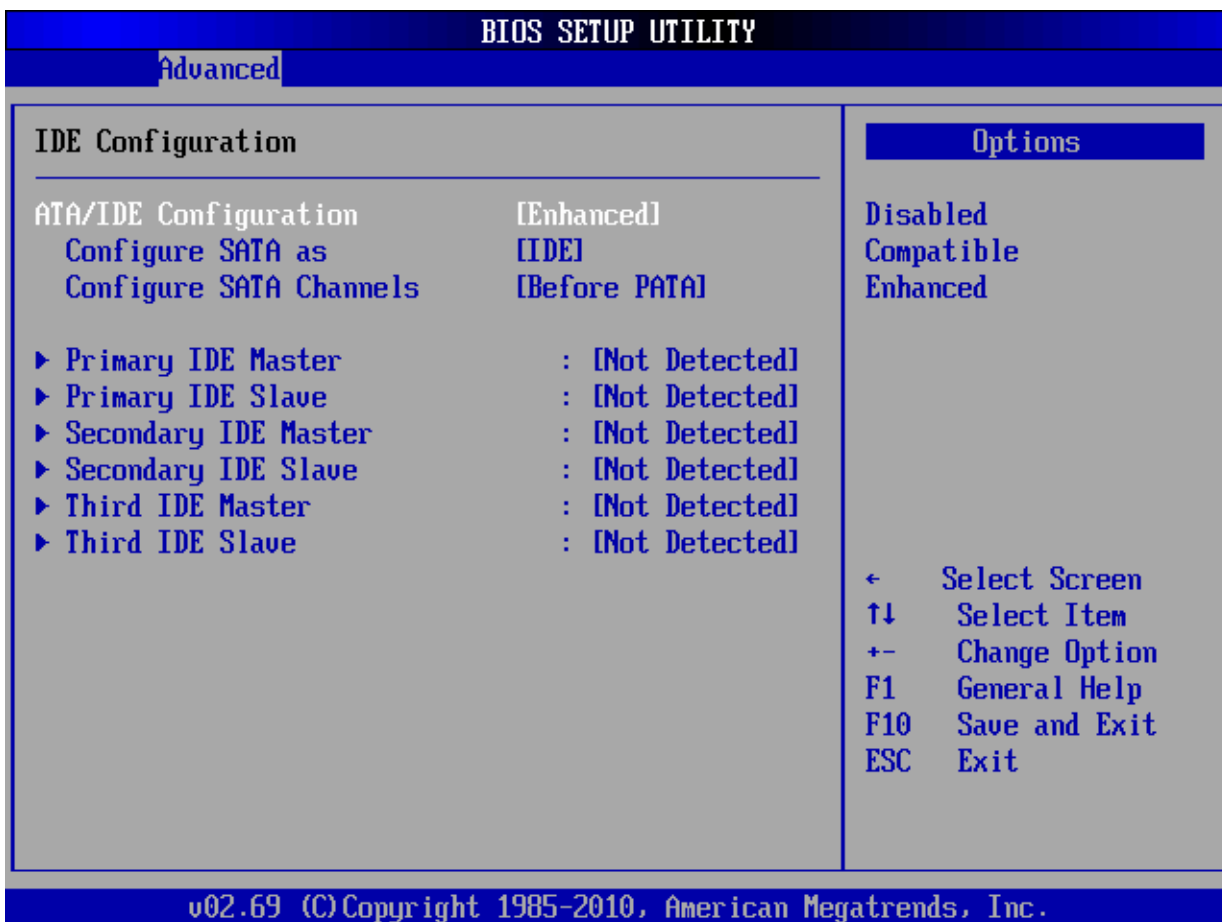 BIOS SETUP UTILITY
Advanced
IDE Configuration
ATA/IDE Configuration [Enhanced]
Configure SATA as [IDE]
Configure SATA Channels [Before PATA]
▶ Primary IDE Master : [Not Detected]
▶ Primary IDE Slave : [Not Detected]
▶ Secondary IDE Master : [Not Detected]
▶ Secondary IDE Slave : [Not Detected]
▶ Third IDE Master : [Not Detected]
▶ Third IDE Slave : [Not Detected]
Options
Disabled
Compatible
Enhanced
← Select Screen
↑↓ Select Item
+- Change Option
F1 General Help
F10 Save and Exit
ESC Exit
v02.69 (C)Copyright 1985-2010, American Megatrends, Inc.